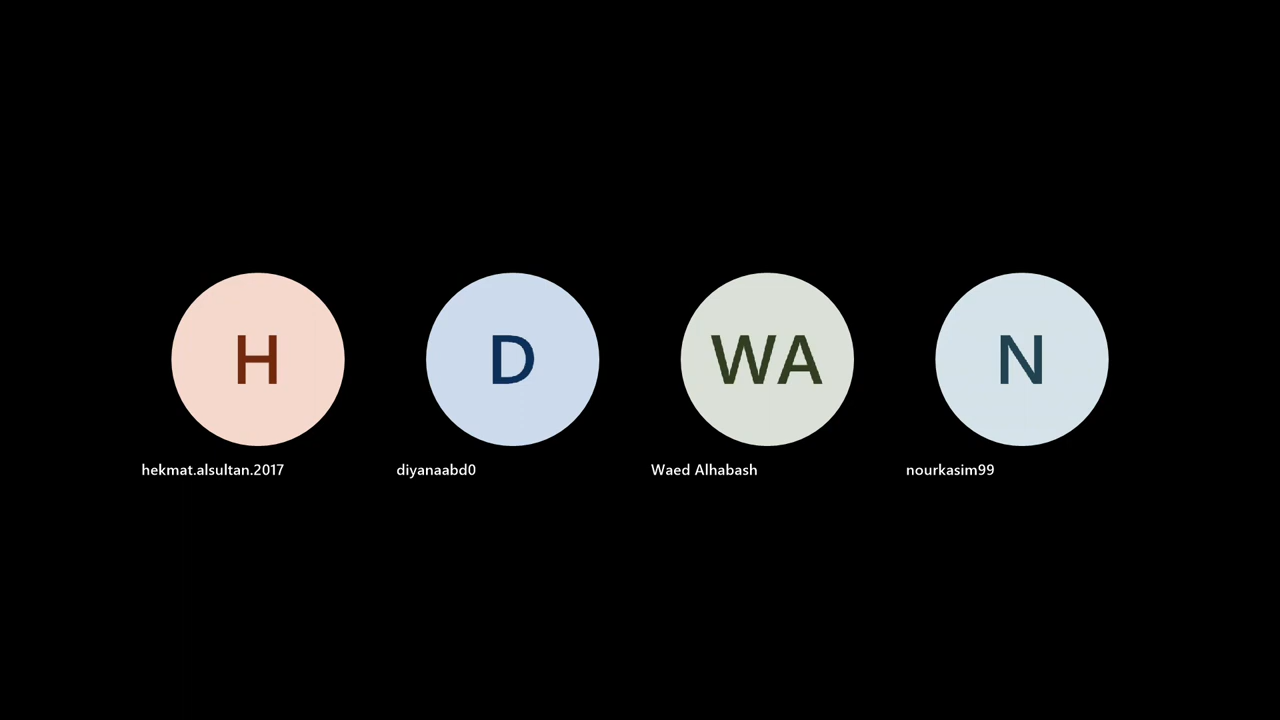 H
D
WA
N
hekmat.alsultan.2017
diyanaabd0
Waed Alhabash
nourkasim99